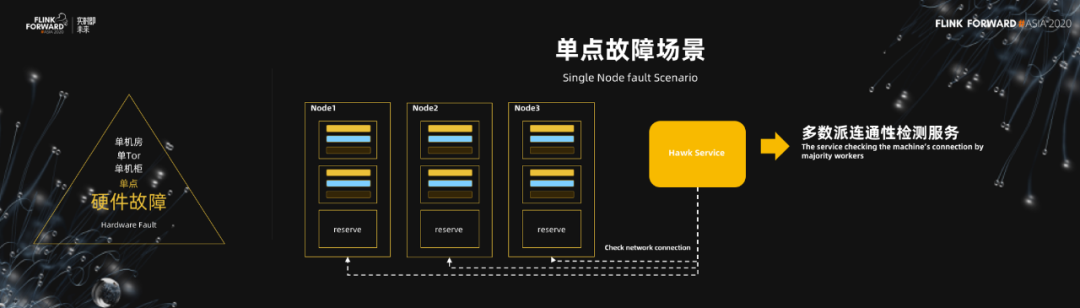 FLINK
FORWARD
#ASIA 2020
实时即
未来
FLINK FORWARD #ASIA 2020
单点故障场景
Single Node fault Scenario
单机房
单Tor
单机柜
单点
硬件故障
Hardware Fault
Node1
Node2
Node3
reserve
reserve
reserve
Hawk Service
多数派连通性检测服务
The service checking the machine's connection by
majority workers
Check network connection